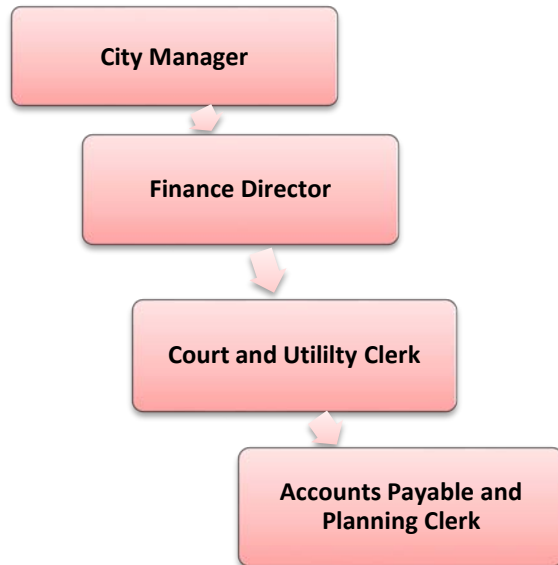 City Manager
Finance Director
Court and Utililty Clerk
Accounts Payable and
Planning Clerk